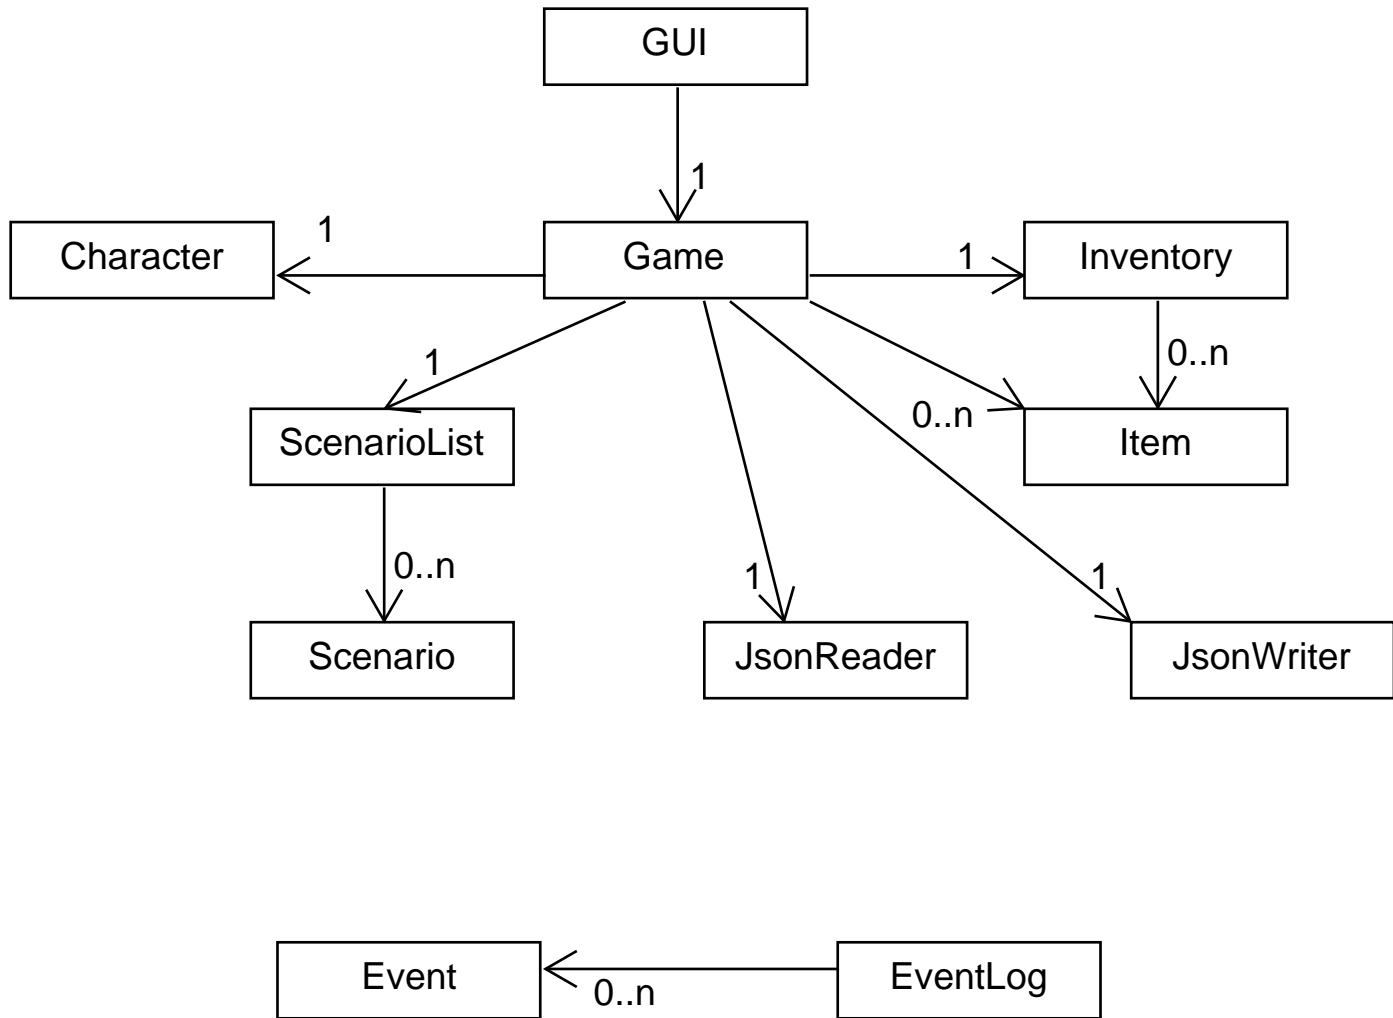 GUI
1
Character
1
Game
1
Inventory
1
0..n
0..n
ScenarioList
Item
0..n
1
1
Scenario
JsonReader
JsonWriter
Event
0..n
EventLog